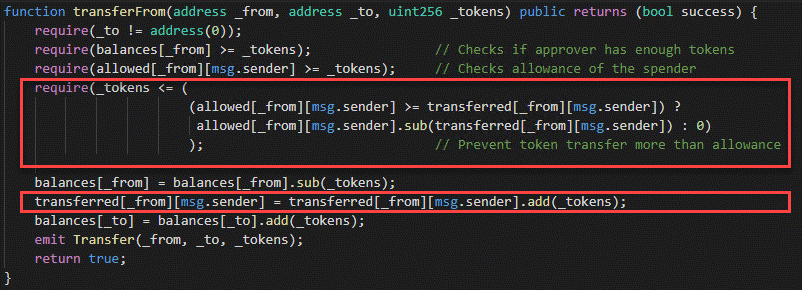 function transferFrom(address _from, address _to, uint256 _tokens) public returns (bool success) {
require(_to != address(0));
require(balances[_from] >= _tokens); // Checks if approver has enough tokens
require(allowed[_from][msg.sender] >= _tokens); // Checks allowance of the spender
require(_tokens <= (
(allowed[_from][msg.sender] >= transferred[_from][msg.sender]) ?
allowed[_from][msg.sender].sub(transferred[_from][msg.sender]) : 0)
); // Prevent token transfer more than allowance
balances[_from] = balances[_from].sub(_tokens);
transferred[_from][msg.sender] = transferred[_from][msg.sender].add(_tokens);
balances[_to] = balances[_to].add(_tokens);
emit Transfer(_from, _to, _tokens);
return true;
}